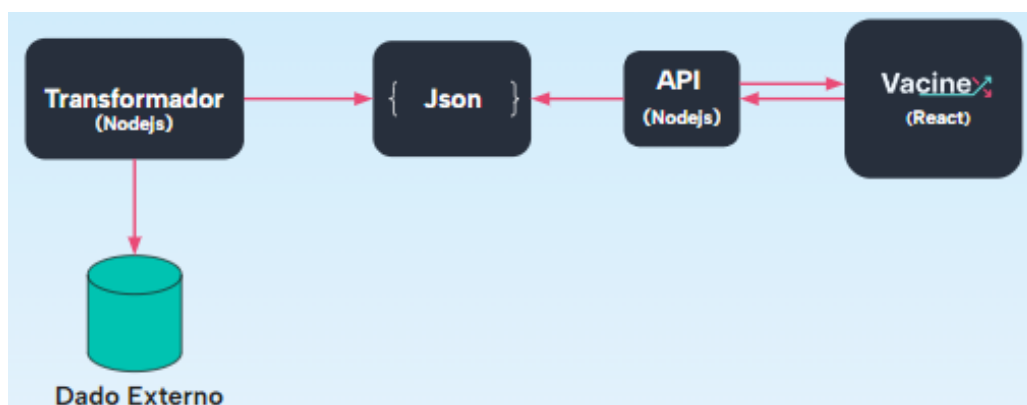 Transformador
(Nodejs)
{ Json }
API
(Nodejs)
Vacine
(React)
Dado Externo